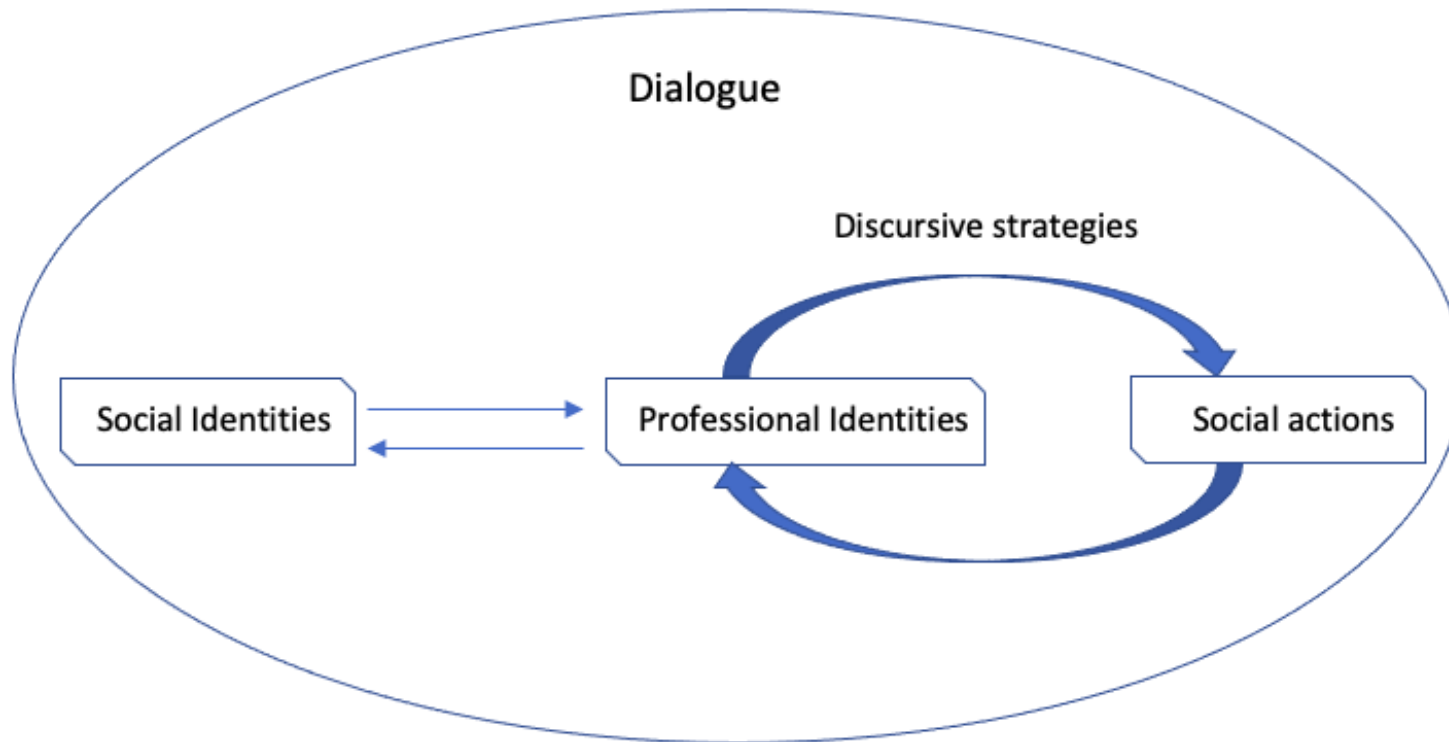 Dialogue
Discursive strategies
Social Identities
Professional Identities
Social actions